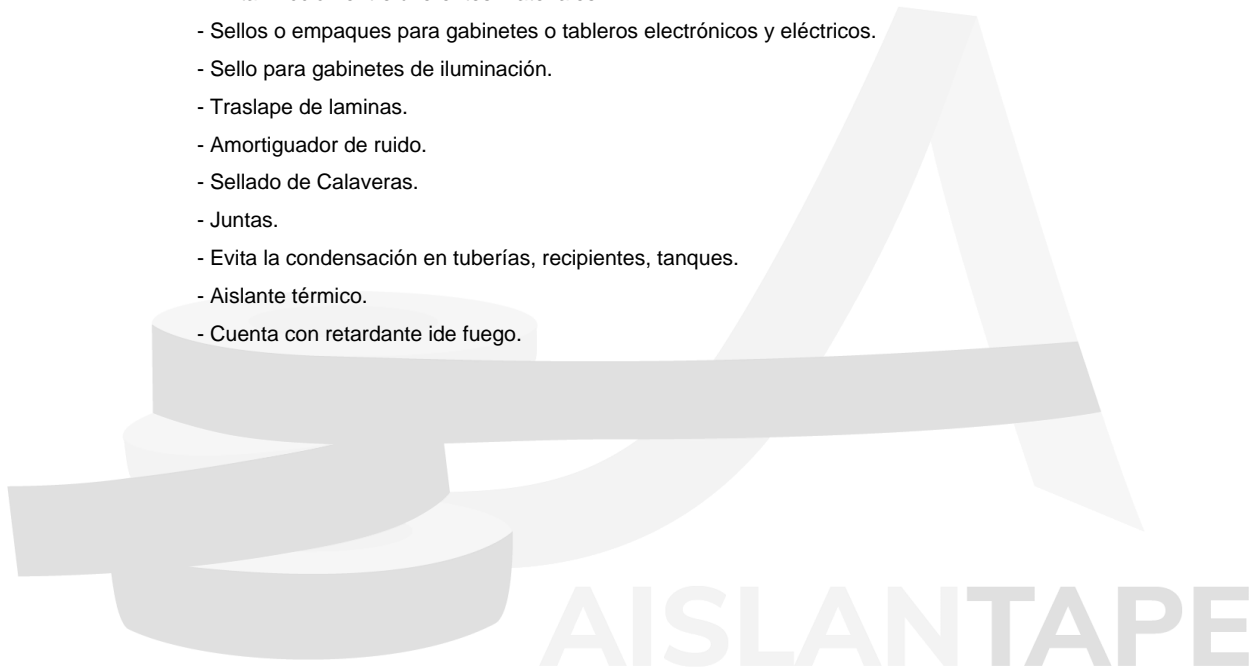 - Sellos o empaques para gabinetes o tableros electrónicos y eléctricos.
- Sello para gabinetes de iluminación.
- Traslape de laminas.
- Amortiguador de ruido.
- Sellado de Calaveras.
- Juntas.
- Evita la condensación en tuberías, recipientes, tanques.
- Aislante térmico.
- Cuenta con retardante ide fuego.
AISLANTAPE